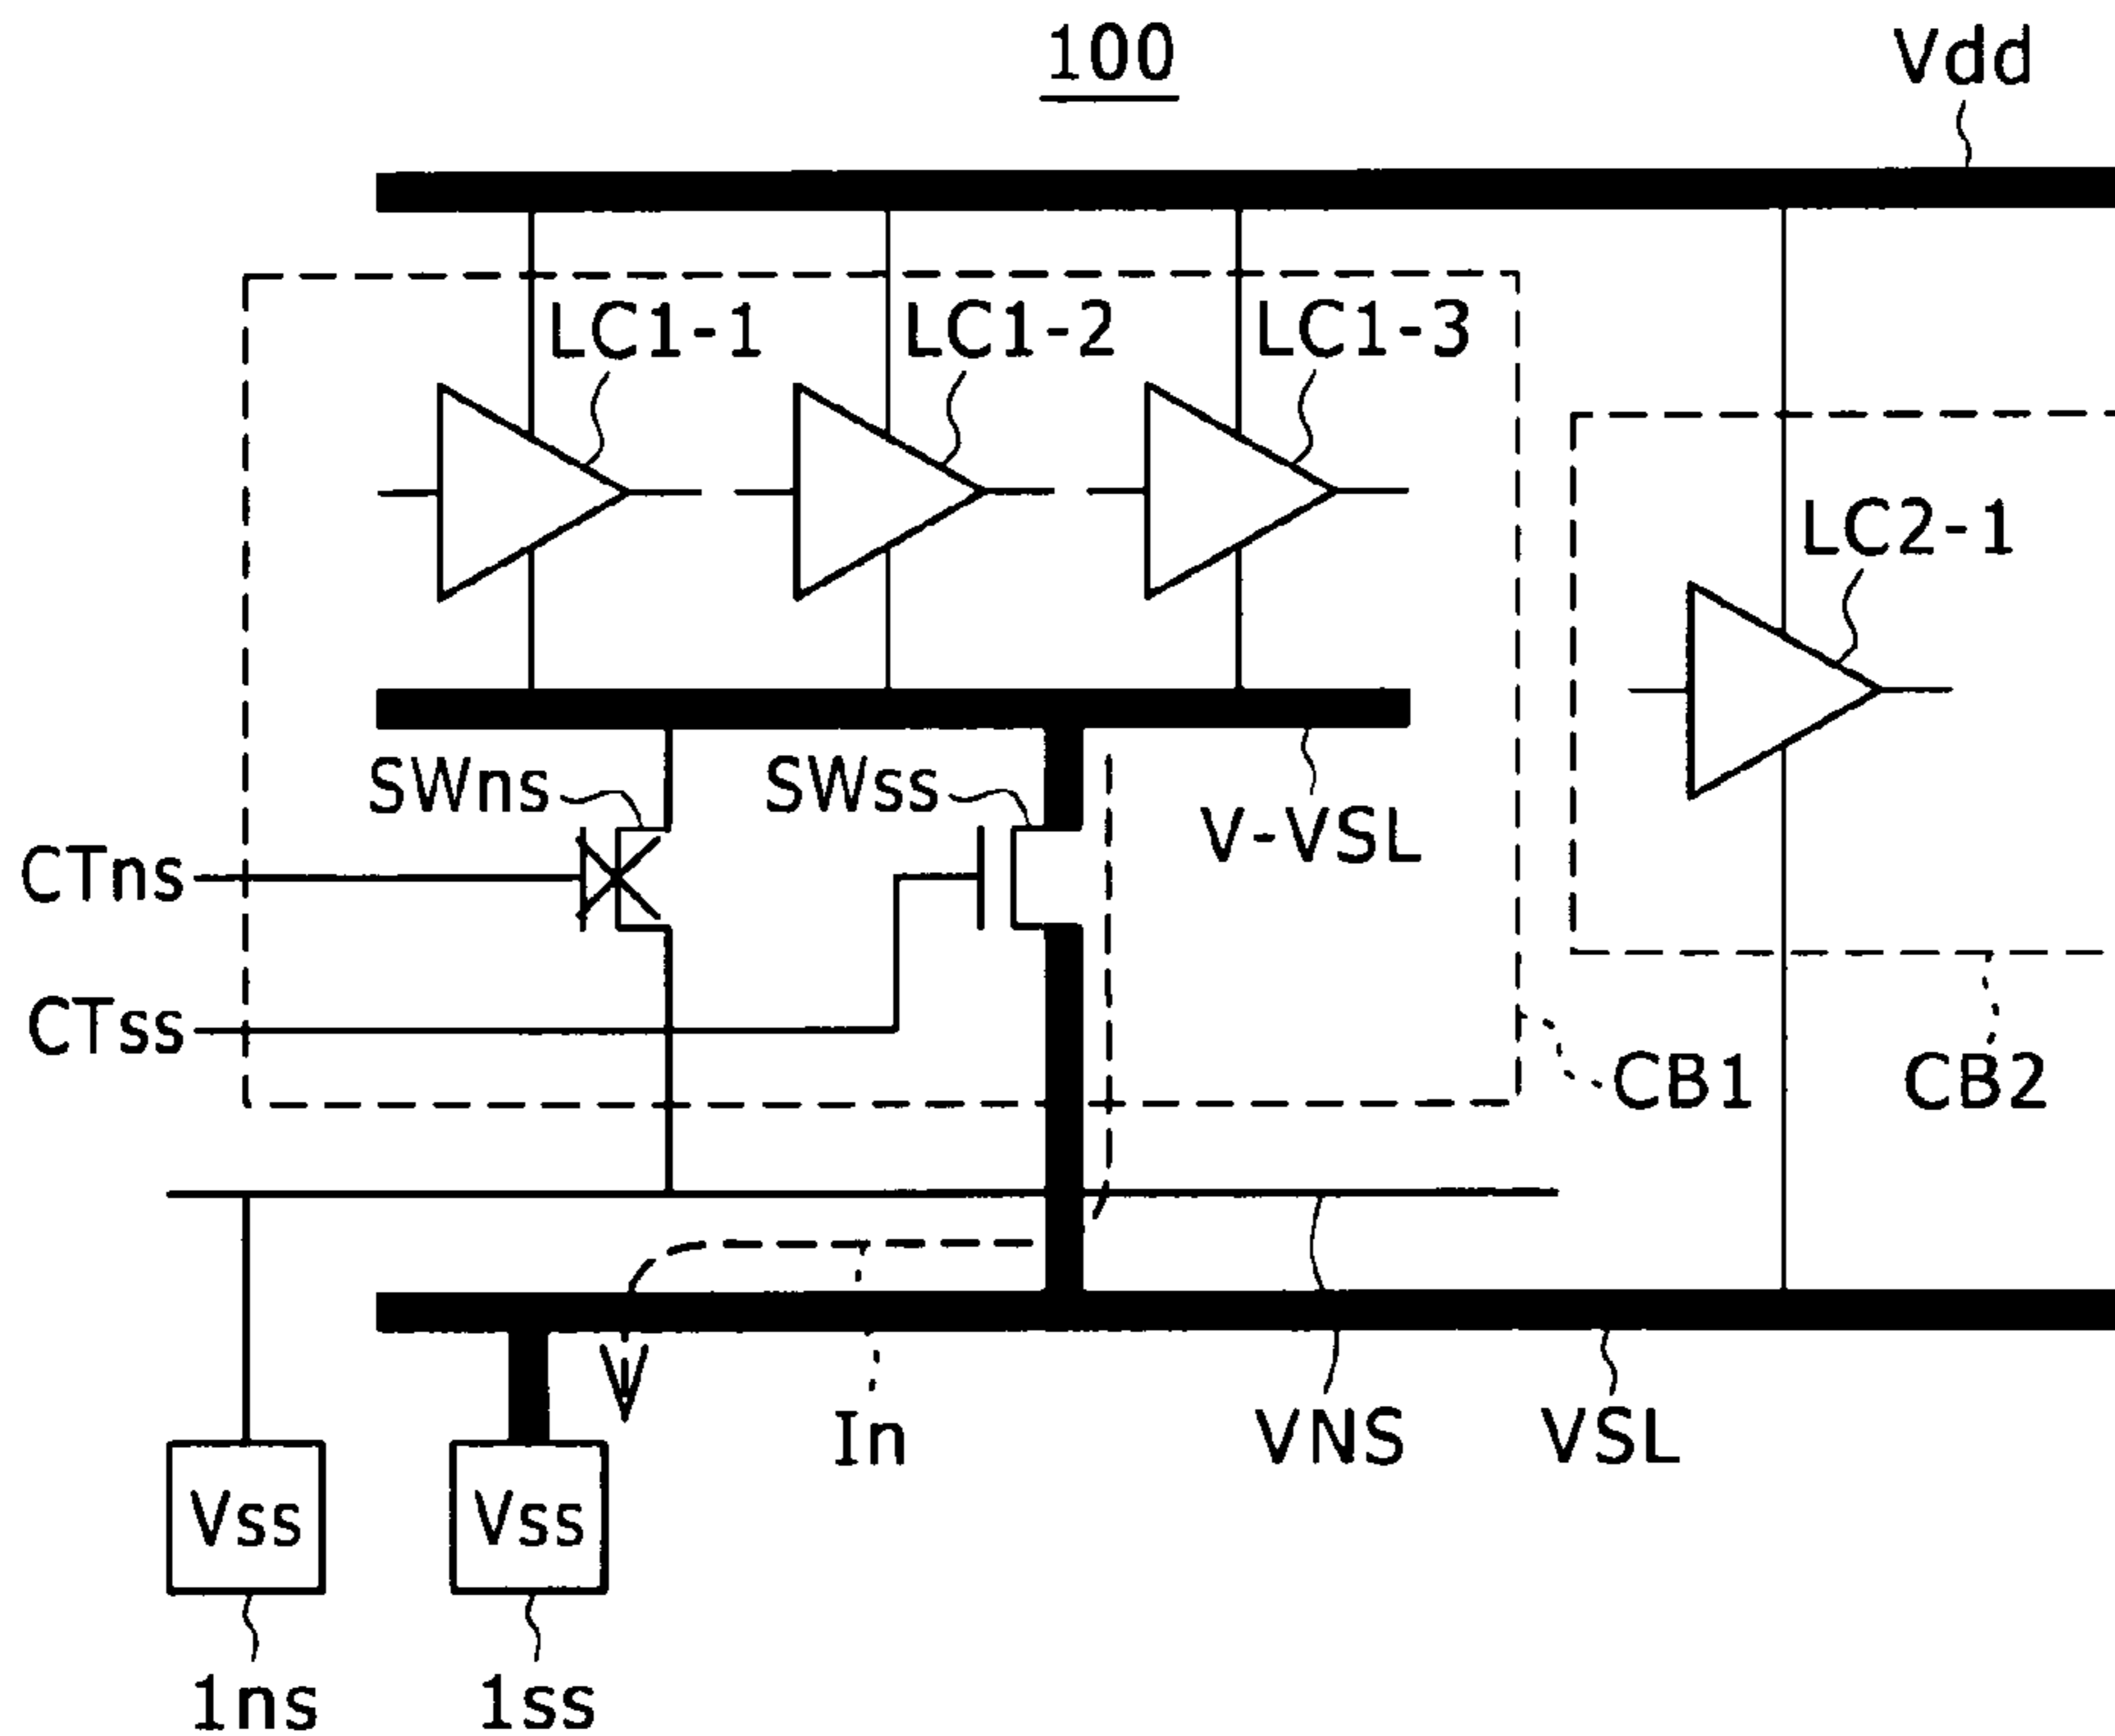 100
Vdd
LC1-1
LC1-2
LC1-3
LC2-1
SWns
SWss
V-VSL
CTns
CTss
CB1
CB2
In
VNS
VSL
Vss
Vss
1ns
1ss